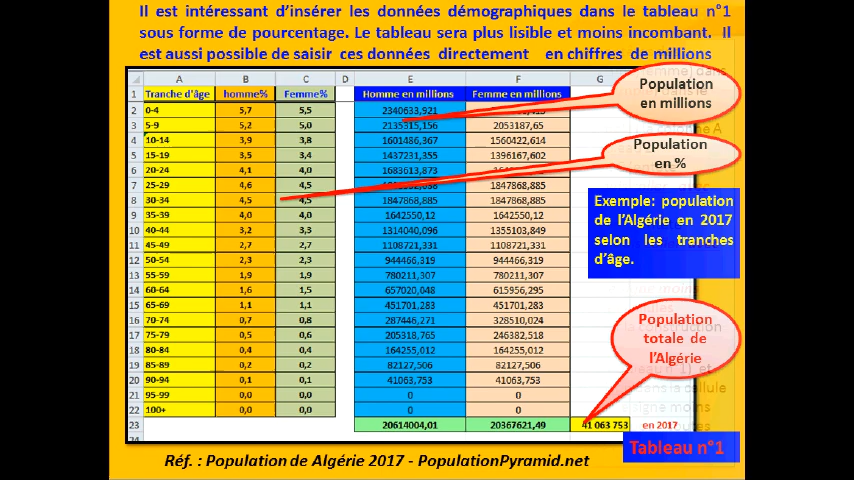 Il est intéressant d'insérer les données démographiques dans le tableau n°1
sous forme de pourcentage. Le tableau sera plus lisible et moins incombant. Il
est aussi possible de saisir ces données directement en chiffres de millions
A B C D E F G
1 Tranche d'âge homme% Femme% Homme en millions Femme en millions
2 0-4 5,7 5,5 2340633,921
3 5-9 5,2 5,0 2135315,156 2053187,65
4 10-14 3,9 3,8 1601486,367 1560422,614
5 15-19 3,5 3,4 1437231,355 1396167,602
6 20-24 4,1 4,0 1683613,873
7 25-29 4,6 4,5 1847868,885
8 30-34 4,5 4,5 1847868,885 1847868,885
9 35-39 4,0 4,0 1642550,12 1642550,12
10 40-44 3,2 3,3 1314040,096 1355103,849
11 45-49 2,7 2,7 1108721,331 1108721,331
12 50-54 2,3 2,3 944466,319 944466,319
13 55-59 1,9 1,9 780211,307 780211,307
14 60-64 1,6 1,5 657020,048 615956,295
15 65-69 1,1 1,1 451701,283 451701,283
16 70-74 0,7 0,8 287446,271 328510,024
17 75-79 0,5 0,6 205318,765 246382,518
18 80-84 0,4 0,4 164255,012 164255,012
19 85-89 0,2 0,2 82127,506 82127,506
20 90-94 0,1 0,1 41063,753 41063,753
21 95-99 0,0 0,0 0 0
22 100+ 0,0 0,0 0 0
23 20614004,01 20367621,49 41 063 753 en 2017
Population
en millions
Population
en %
Exemple: population
de l'Algérie en 2017
selon les tranches
d'âge.
Population
totale de
l'Algérie
Tableau n°1
Réf. : Population de Algérie 2017 - PopulationPyramid.net